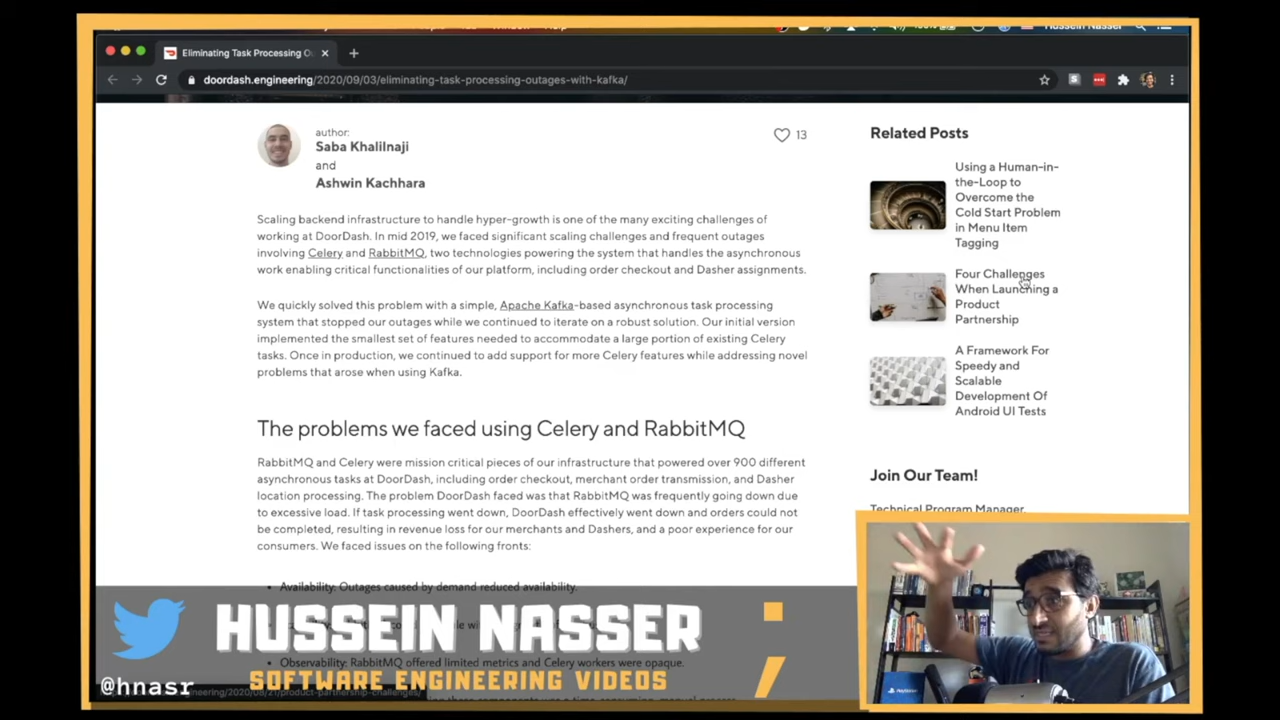 Hussein Nasser
Eliminating Task Processing O
doordash.engineering/2020/09/03/eliminating-task-processing-outages-with-kafka/
author:
Saba Khalilnaji
and
Ashwin Kachhara
13
Scaling backend infrastructure to handle hyper-growth is one of the many exciting challenges of
working at DoorDash. In mid 2019, we faced significant scaling challenges and frequent outages
involving Celery and RabbitMQ, two technologies powering the system that handles the asynchronous
work enabling critical functionalities of our platform, including order checkout and Dasher assignments.
We quickly solved this problem with a simple, Apache Kafka-based asynchronous task processing
system that stopped our outages while we continued to iterate on a robust solution. Our initial version
implemented the smallest set of features needed to accommodate a large portion of existing Celery
tasks. Once in production, we continued to add support for more Celery features while addressing novel
problems that arose when using Kafka.
The problems we faced using Celery and RabbitMQ
RabbitMQ and Celery were mission critical pieces of our infrastructure that powered over 900 different
asynchronous tasks at DoorDash, including order checkout, merchant order transmission, and Dasher
location processing. The problem DoorDash faced was that RabbitMQ was frequently going down due
to excessive load. If task processing went down, DoorDash effectively went down and orders could not
be completed, resulting in revenue loss for our merchants and Dashers, and a poor experience for our
consumers. We faced issues on the following fronts:
Availability: Outages caused by demand reduced availability.
Observability: RabbitMQ offered limited metrics and Celery workers were opaque.
Related Posts
Using a Human-in-
the-Loop to
Overcome the
Cold Start Problem
in Menu Item
Tagging
Four Challenges
When Launching a
Product
Partnership
A Framework For
Speedy and
Scalable
Development Of
Android UI Tests
Join Our Team!
Technical Program Manager,
HUSSEIN NASSER
;
SOFTWARE ENGINEERING VIDEOS
@hnasr